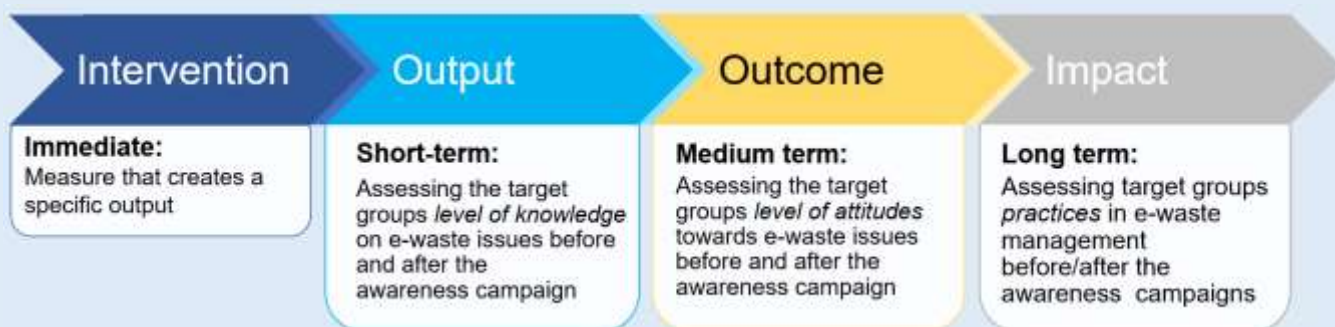 Intervention
Output
Outcome
Impact
Immediate:
Measure that creates a
specific output
Short-term:
Assessing the target
groups level of knowledge
on e-waste issues before
and after the
awareness campaign
Medium term:
Assessing the target
groups level of attitudes
towards e-waste issues
before and after the
awareness campaign
Long term:
Assessing target groups
practices in e-waste
management
before/after the
awareness campaigns